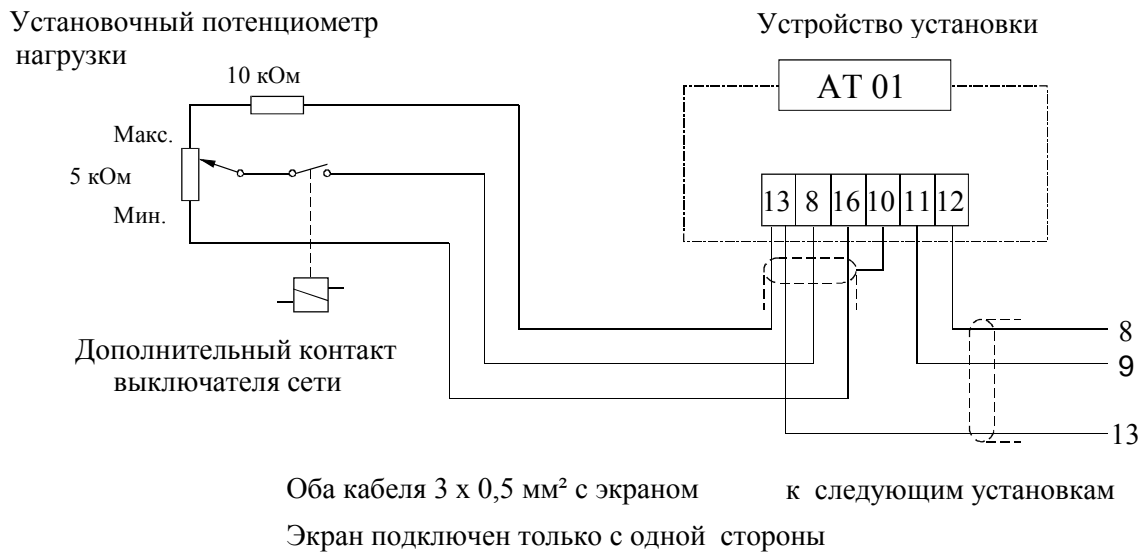 Установочный потенциометр
нагрузки
Устройство установки
10 кОм
АТ 01
Макс.
5 кОм
Мин.
13 8 16 10 11 12
Дополнительный контакт
выключателя сети
8
9
13
Оба кабеля 3 х 0,5 мм² с экраном
к следующим установкам
Экран подключен только с одной стороны